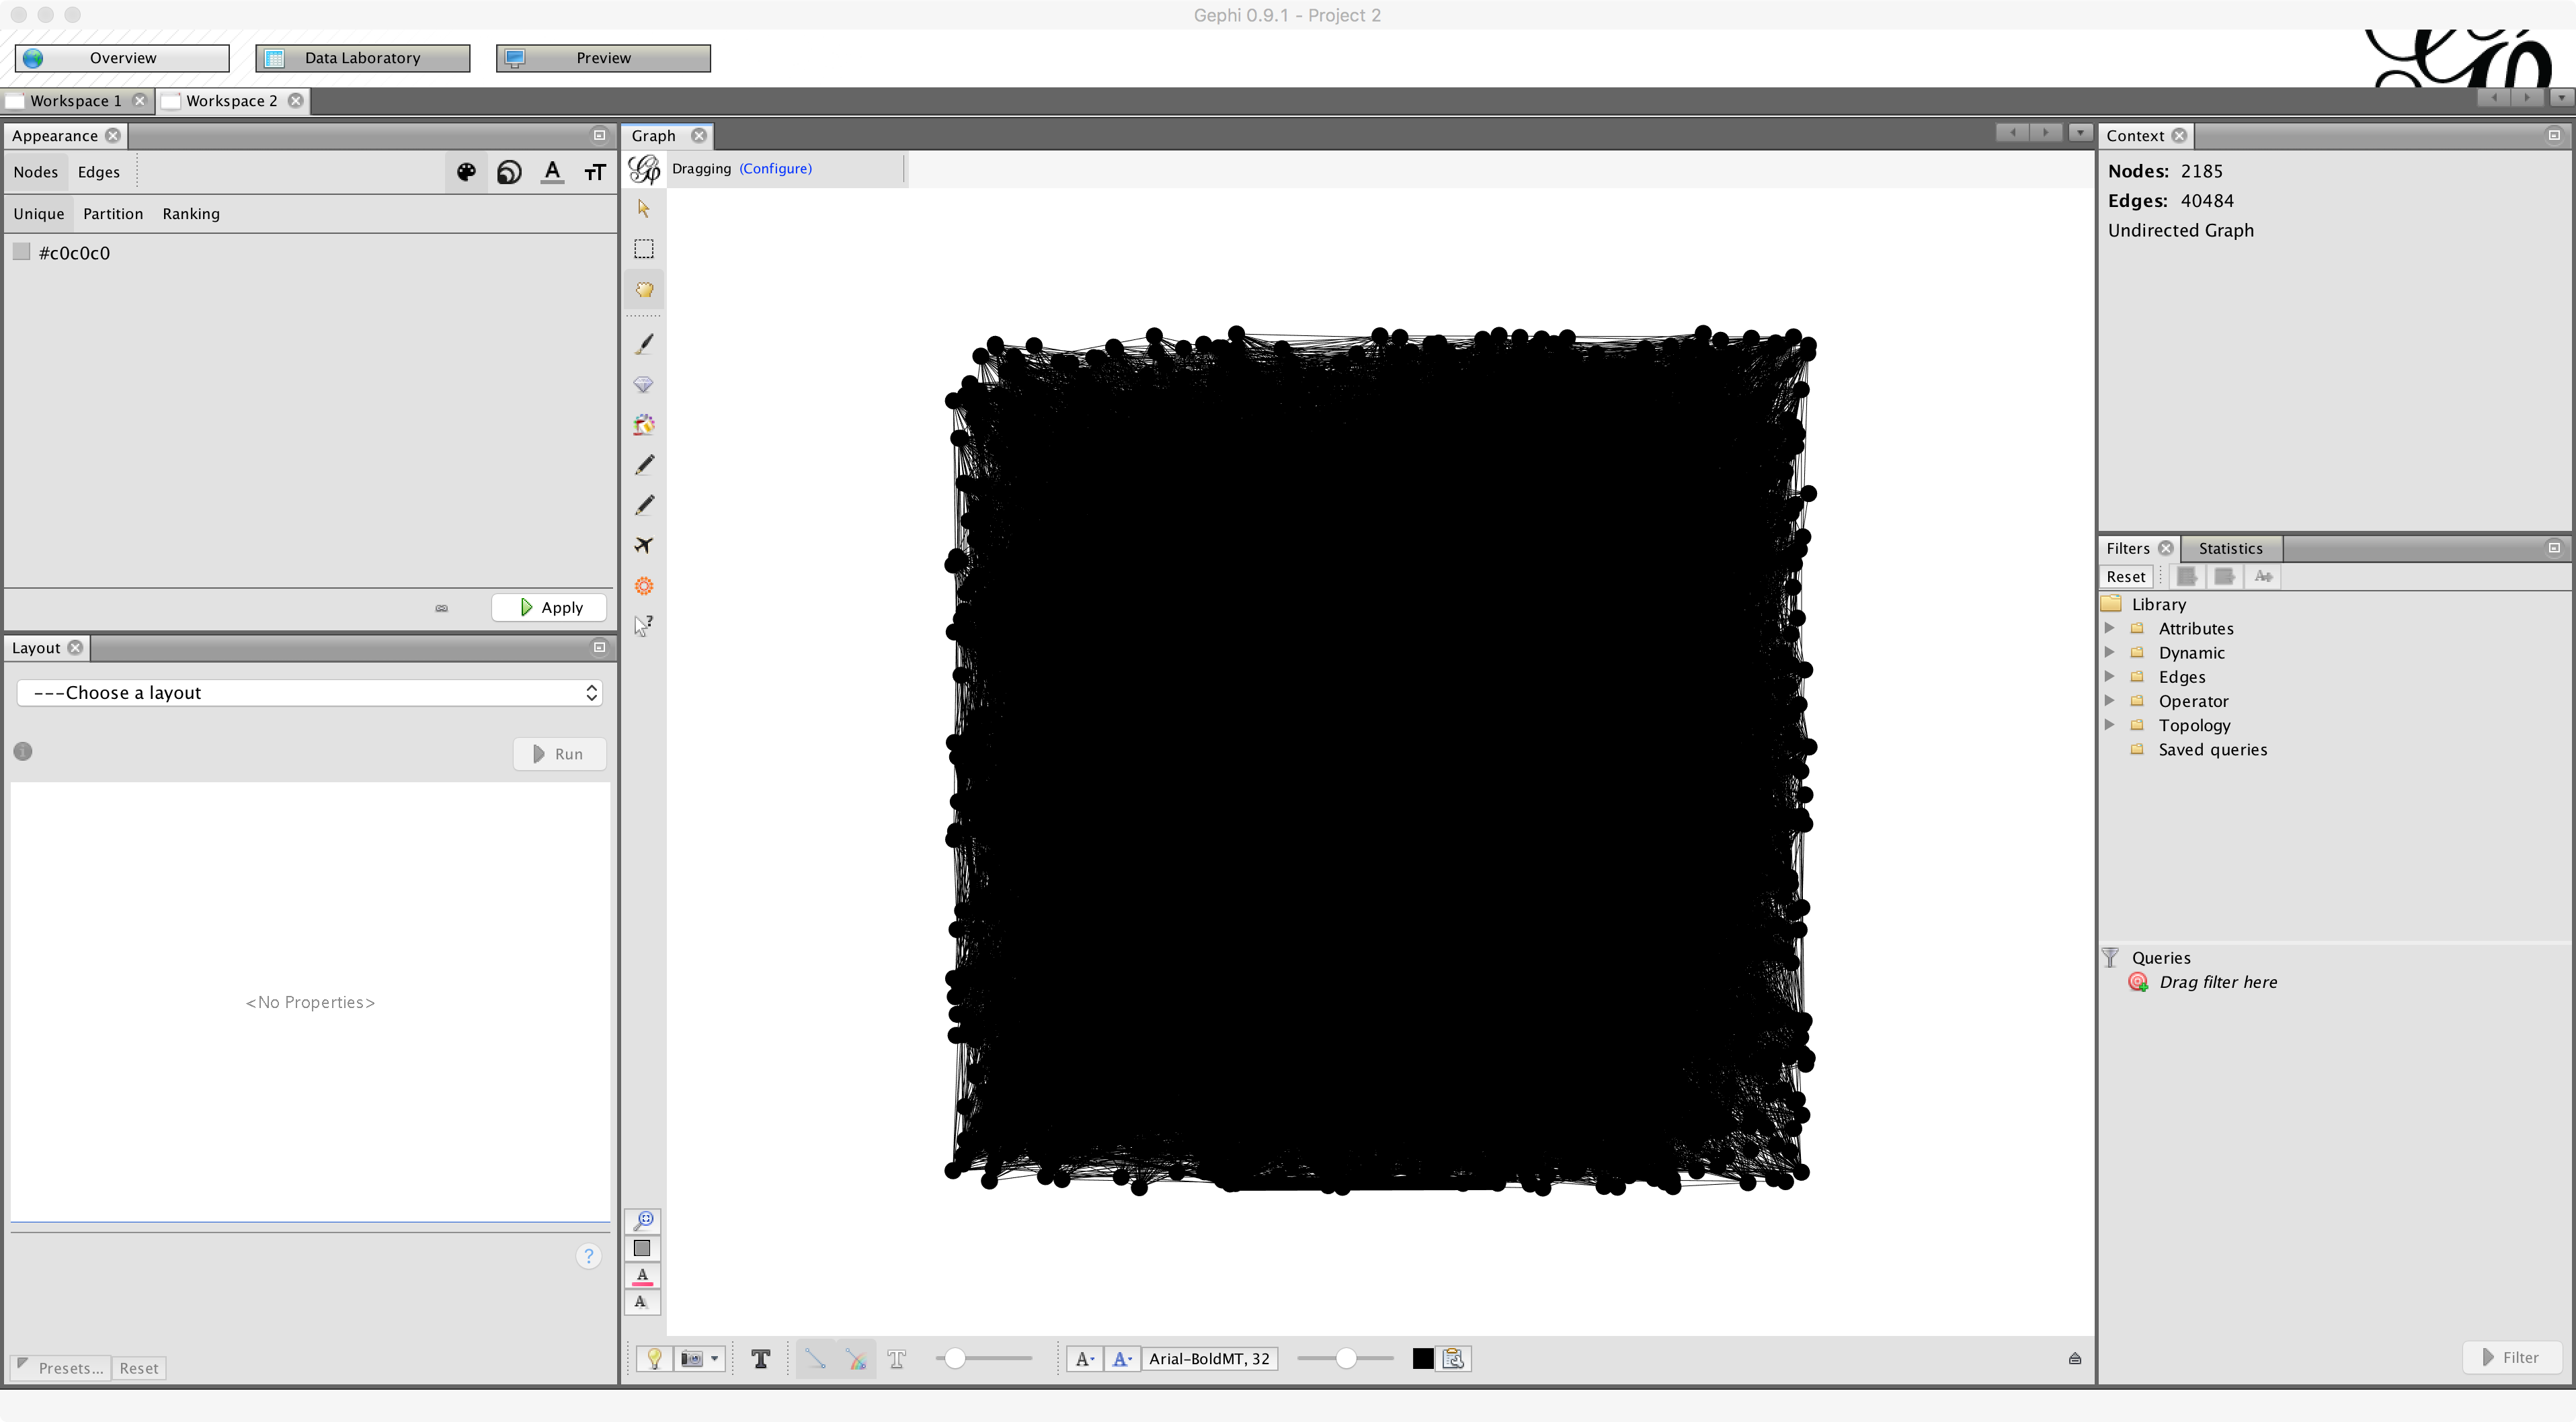 Gephi 0.9.1 - Project 2
Overview
Data Laboratory
Preview
Workspace 1
Workspace 2
Appearance
Nodes
Edges
A
TT
Unique
Partition
Ranking
#c0c0c0
Apply
Layout
---Choose a layout
Run
<No Properties>
?
Presets...
Reset
Graph
Dragging (Configure)
?
A
A
T
T
A
A
Arial-BoldMT, 32
Context
Nodes: 2185
Edges: 40484
Undirected Graph
Filters
Statistics
Reset
Library
Attributes
Dynamic
Edges
Operator
Topology
Saved queries
Queries
Drag filter here
Filter